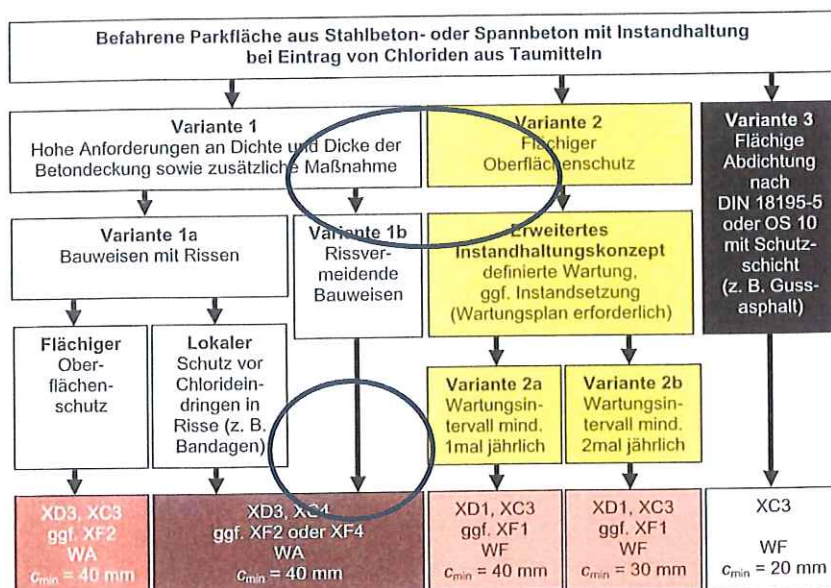 Befahrene Parkfläche aus Stahlbeton- oder Spannbeton mit Instandhaltung
bei Eintrag von Chloriden aus Taumitteln
Variante 1
Hohe Anforderungen an Dichte und Dicke der
Betondeckung sowie zusätzliche Maßnahme
Variante 2
Flächiger
Oberflächenschutz
Variante 3
Flächige
Abdichtung
nach
DIN 18195-5
oder OS 10
mit Schutz-
schicht
(z. B. Guss-
asphalt)
Variante 1a
Bauweisen mit Rissen
Variante 1b
Rissver-
meidende
Bauweisen
Erweitertes
Instandhaltungskonzept
definierte Wartung,
ggf. Instandsetzung
(Wartungsplan erforderlich)
Flächiger
Ober-
flächen-
schutz
Lokaler
Schutz vor
Chloridein-
dringen in
Risse (z. B.
Bandagen)
Variante 2a
Wartungsin-
tervall mind.
1mal jährlich
Variante 2b
Wartungsin-
tervall mind.
2mal jährlich
XD3, XC3
ggf. XF2
WA
cmin = 40 mm
XD3, XC4
ggf. XF2 oder XF4
WA
cmin = 40 mm
XD1, XC3
ggf. XF1
WF
cmin = 40 mm
XD1, XC3
ggf. XF1
WF
cmin = 30 mm
XC3
WF
cmin = 20 mm